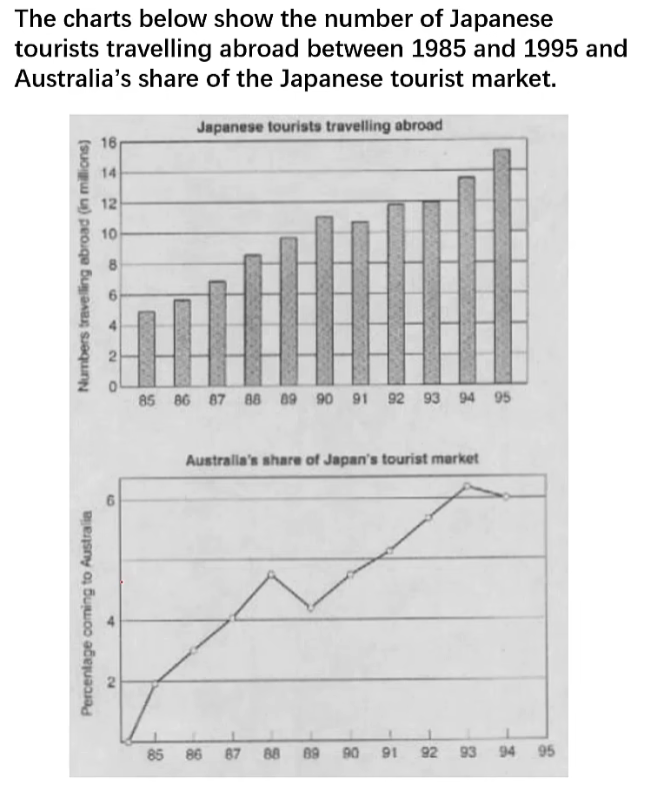 The charts below show the number of Japanese
tourists travelling abroad between 1985 and 1995 and
Australia’s share of the Japanese tourist market.
Japanese tourists travelling abroad
Numbers travelling abroad (in millions)
16
14
12
10
8
6
4
2
0
85 86 87 88 89 90 91 92 93 94 95
Australia's share of Japan's tourist market
Percentage coming to Australia
6
4
2
85 86 87 88 89 90 91 92 93 94 95